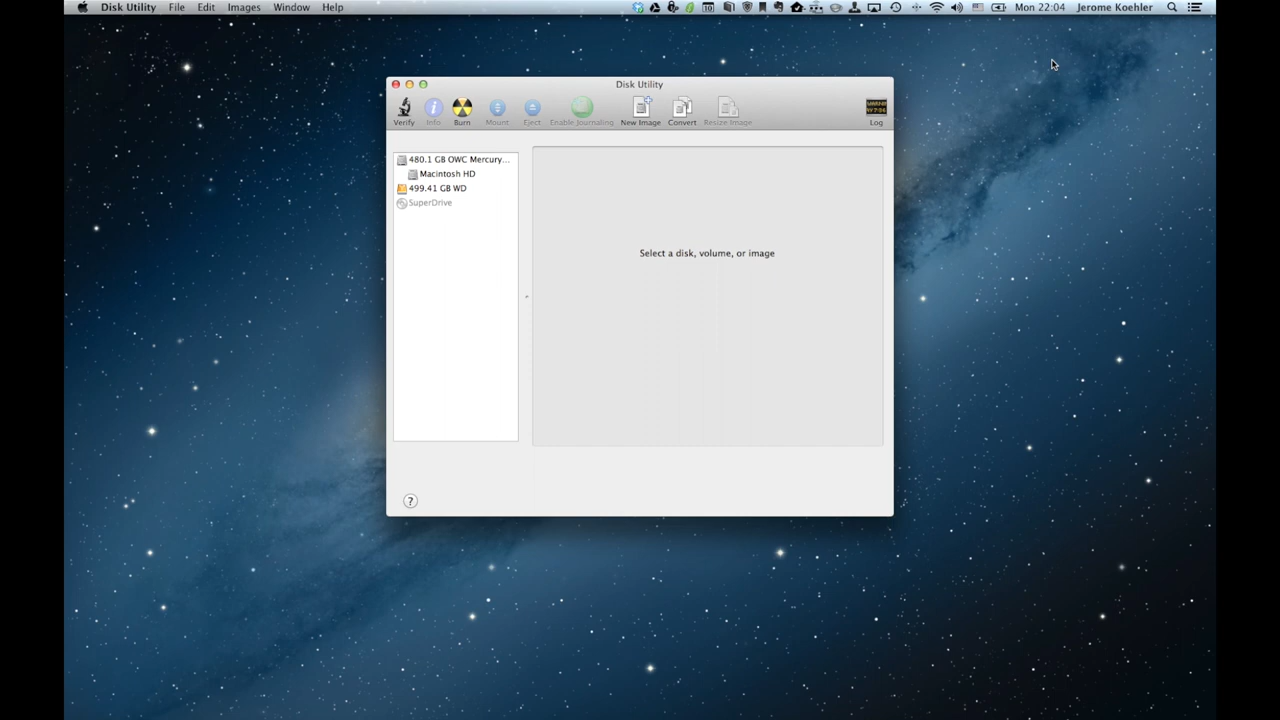 Disk Utility File Edit Images Window Help Mon 22:04 Jerome Koehler
Disk Utility
Verify Info Burn Mount Eject Enable Journaling New Image Convert Resize Image Log
480.1 GB OWC Mercury...
Macintosh HD
499.41 GB WD
SuperDrive
Select a disk, volume, or image
?